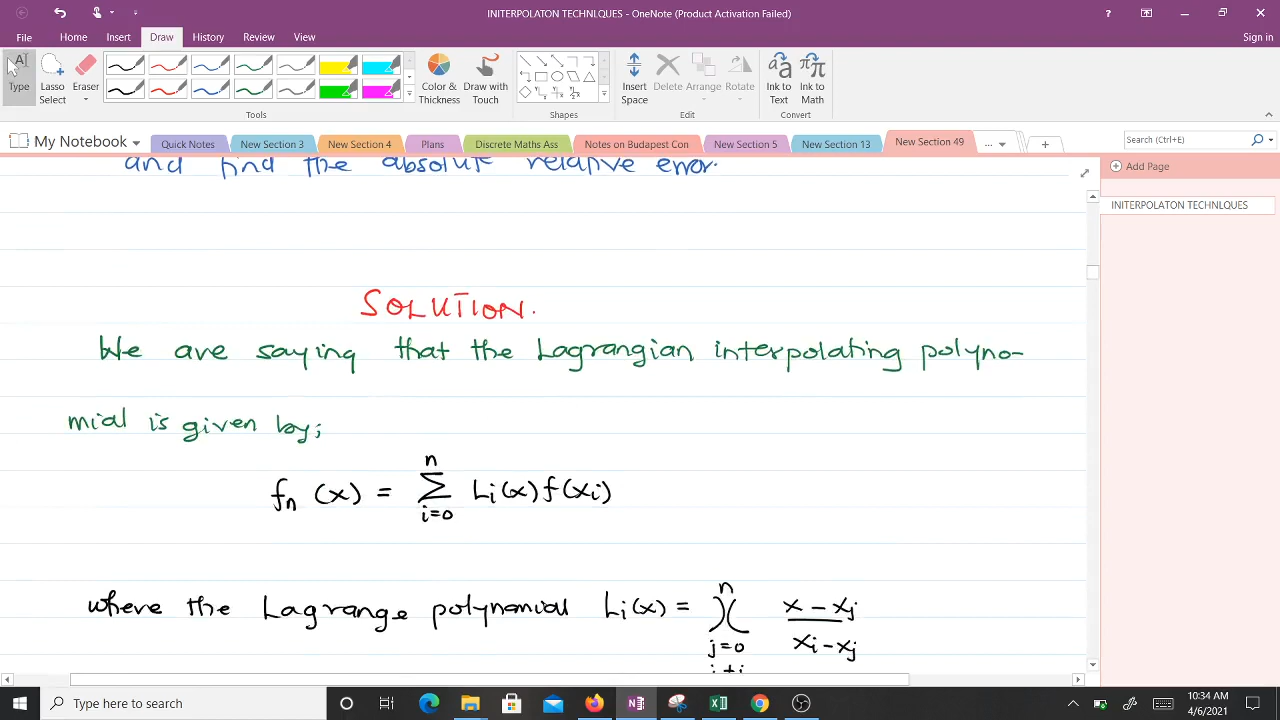 INITERPOLATON TECHNLQUES - OneNote (Product Activation Failed)
File Home Insert Draw History Review View
Sign in
Type
Lasso Select
Eraser
Color & Thickness
Draw with Touch
Insert Space
Delete
Arrange
Rotate
Ink to Text
Ink to Math
Tools Shapes Edit Convert
My Notebook Quick Notes New Section 3 New Section 4 Plans Discrete Maths Ass Notes on Budapest Con New Section 5 New Section 13 New Section 49 ...
Search (Ctrl+E)
Add Page
INITERPOLATON TECHNLQUES
and find the absolute relative error.
SOLUTION.
We are saying that the Lagrangian interpolating polyno-
mial is given by;
fn (x) = n ∑ i=0 Li(x)f(xi)
where the Lagrange polynomial Li(x) = n π j=0 x - xj / xi - xj
Type here to search
10:34 AM
4/6/2021